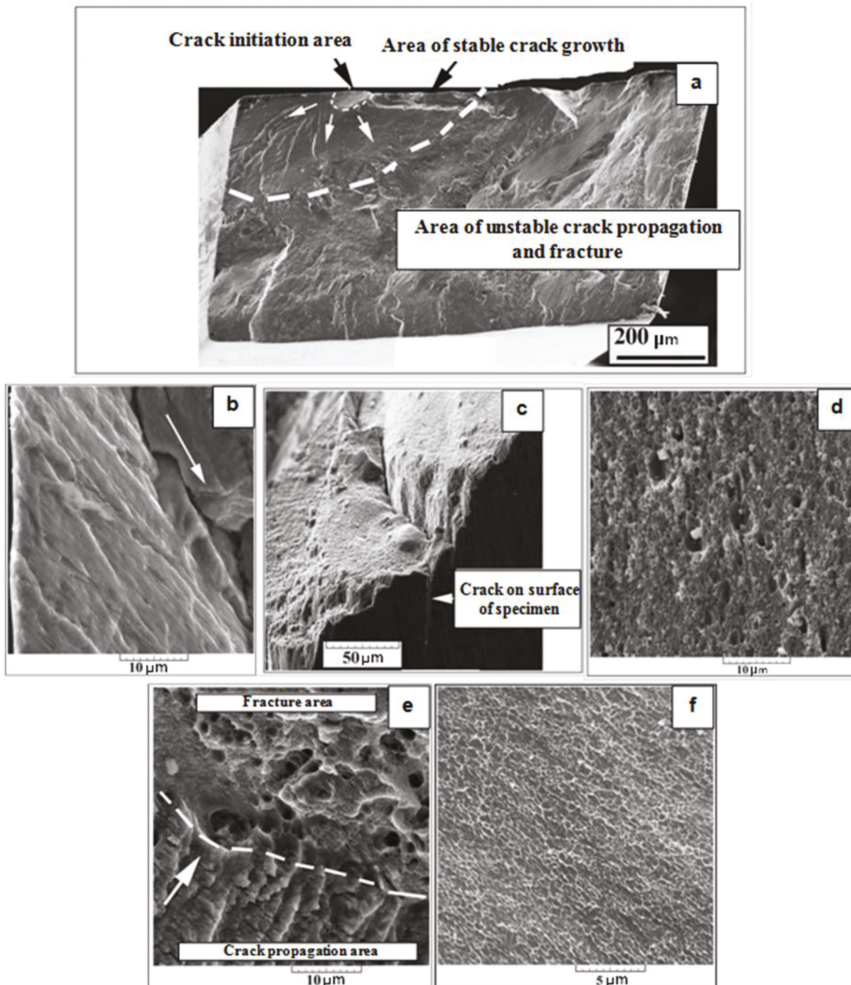 Crack initiation area
Area of stable crack growth
a
Area of unstable crack propagation
and fracture
200 μm
b
10 μm
c
Crack on surface
of specimen
50 μm
d
10 μm
Fracture area
e
Crack propagation area
10 μm
f
5 μm